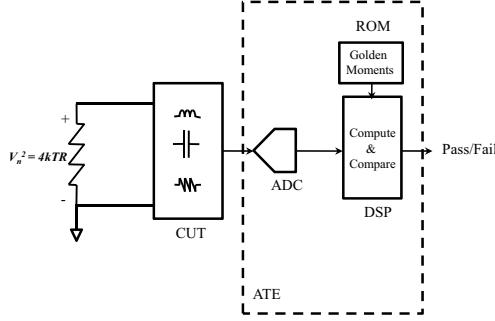 ROM
Golden
Moments
+
Vn² = 4kTR
-
Compute
&
Compare
Pass/Fail
ADC
DSP
CUT
ATE